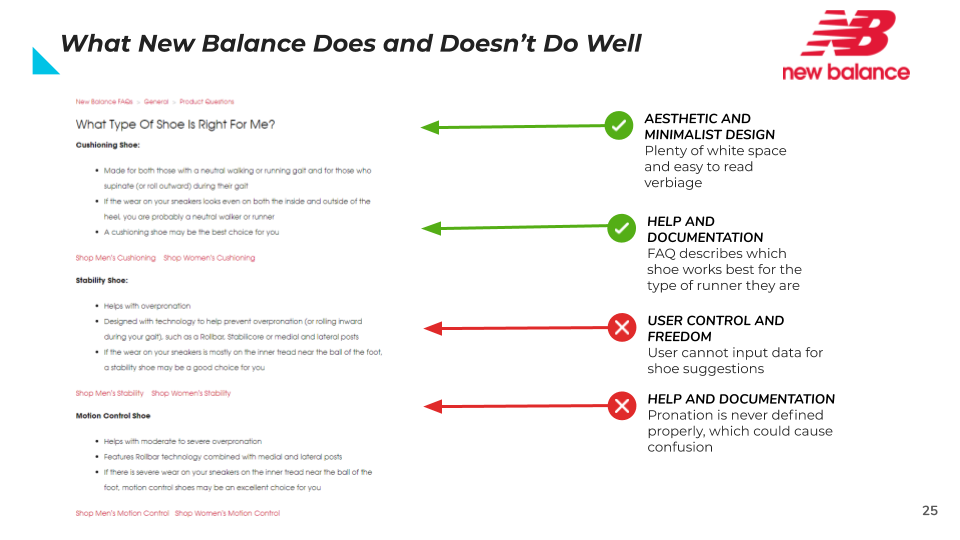 What New Balance Does and Doesn't Do Well
NB
new balance
New Balance FAQs > General > Product Questions
What Type Of Shoe Is Right For Me?
Cushioning Shoe:
• Made for both those with a neutral walking or running gait and for those who
supinate (or roll outward) during their gait
• If the wear on your sneakers looks even on both the inside and outside of the
heel, you are probably a neutral walker or runner
• A cushioning shoe may be the best choice for you
Shop Men's Cushioning Shop Women's Cushioning
Stability Shoe:
• Helps with overpronation
• Designed with technology to help prevent overpronation (or rolling inward
during your gait), such as a Rollbar, Stabilicore or medial and lateral posts
• If the wear on your sneakers is mostly on the inner tread near the ball of the foot,
a stability shoe may be a good choice for you
Shop Men's Stability Shop Women's Stability
Motion Control Shoe
• Helps with moderate to severe overpronation
• Features Rollbar technology combined with medial and lateral posts
• If there is severe wear on your sneakers on the inner tread near the ball of the
foot, motion control shoes may be an excellent choice for you
Shop Men's Motion Control Shop Women's Motion Control
AESTHETIC AND
MINIMALIST DESIGN
Plenty of white space
and easy to read
verbiage
HELP AND
DOCUMENTATION
FAQ describes which
shoe works best for the
type of runner they are
USER CONTROL AND
FREEDOM
User cannot input data for
shoe suggestions
HELP AND DOCUMENTATION
Pronation is never defined
properly, which could cause
confusion
25